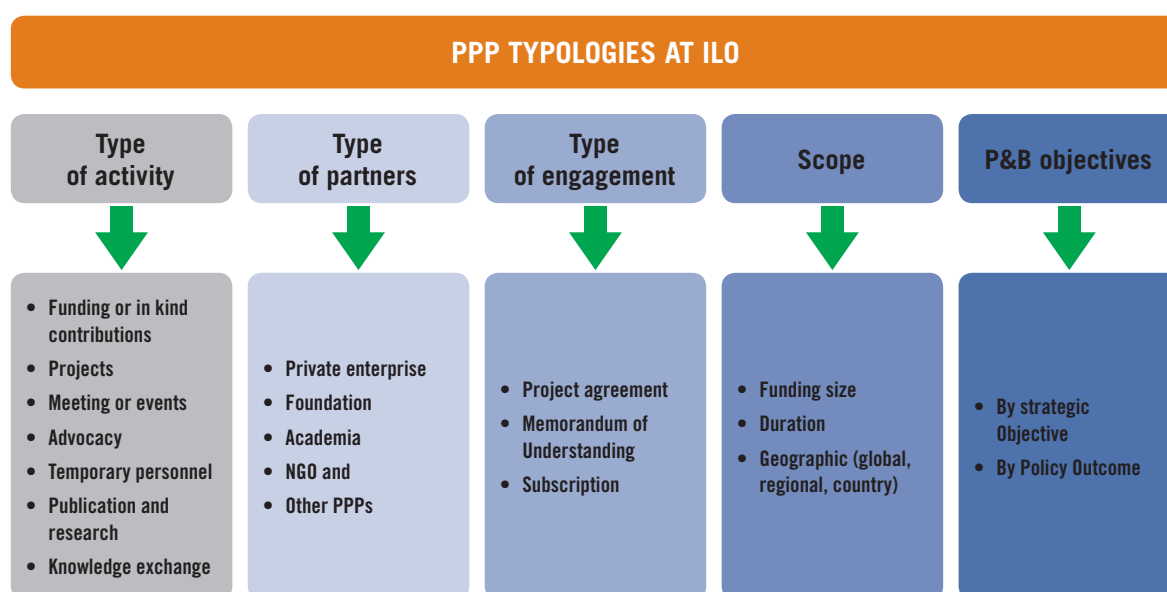 PPP TYPOLOGIES AT ILO
Type
of activity
Type
of partners
Type
of engagement
Scope
P&B objectives
• Funding or in kind
contributions
• Projects
• Meeting or events
• Advocacy
• Temporary personnel
• Publication and
research
• Knowledge exchange
• Private enterprise
• Foundation
• Academia
• NGO and
• Other PPPs
• Project agreement
• Memorandum of
Understanding
• Subscription
• Funding size
• Duration
• Geographic (global,
regional, country)
• By strategic
Objective
• By Policy Outcome